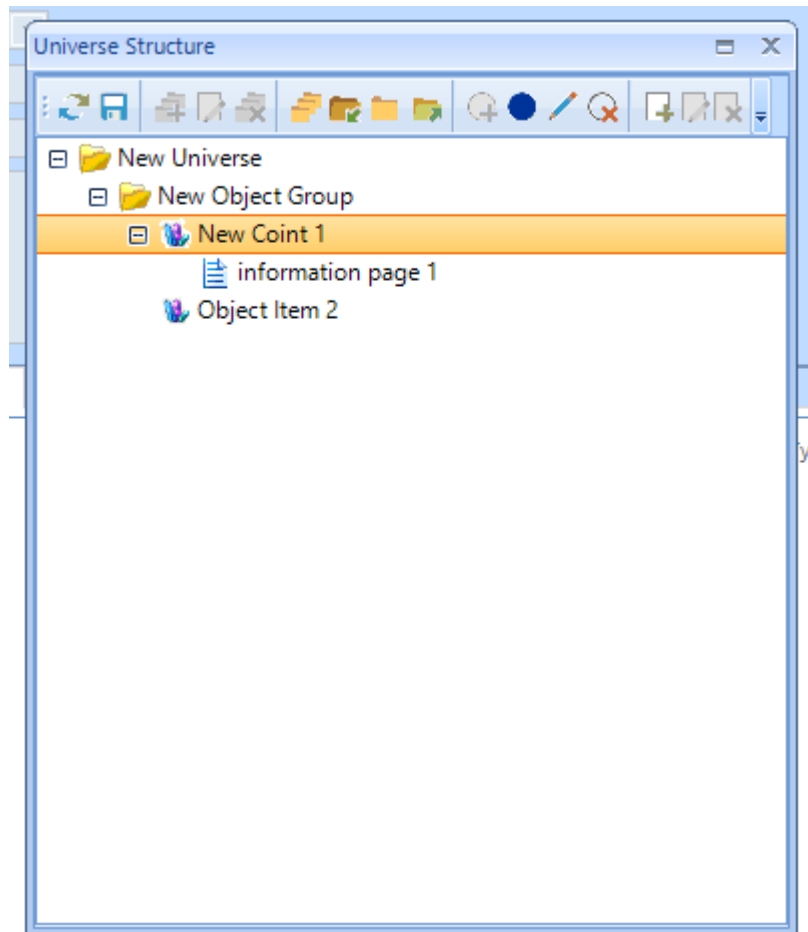 Universe Structure
New Universe
New Object Group
New Coint 1
information page 1
Object Item 2